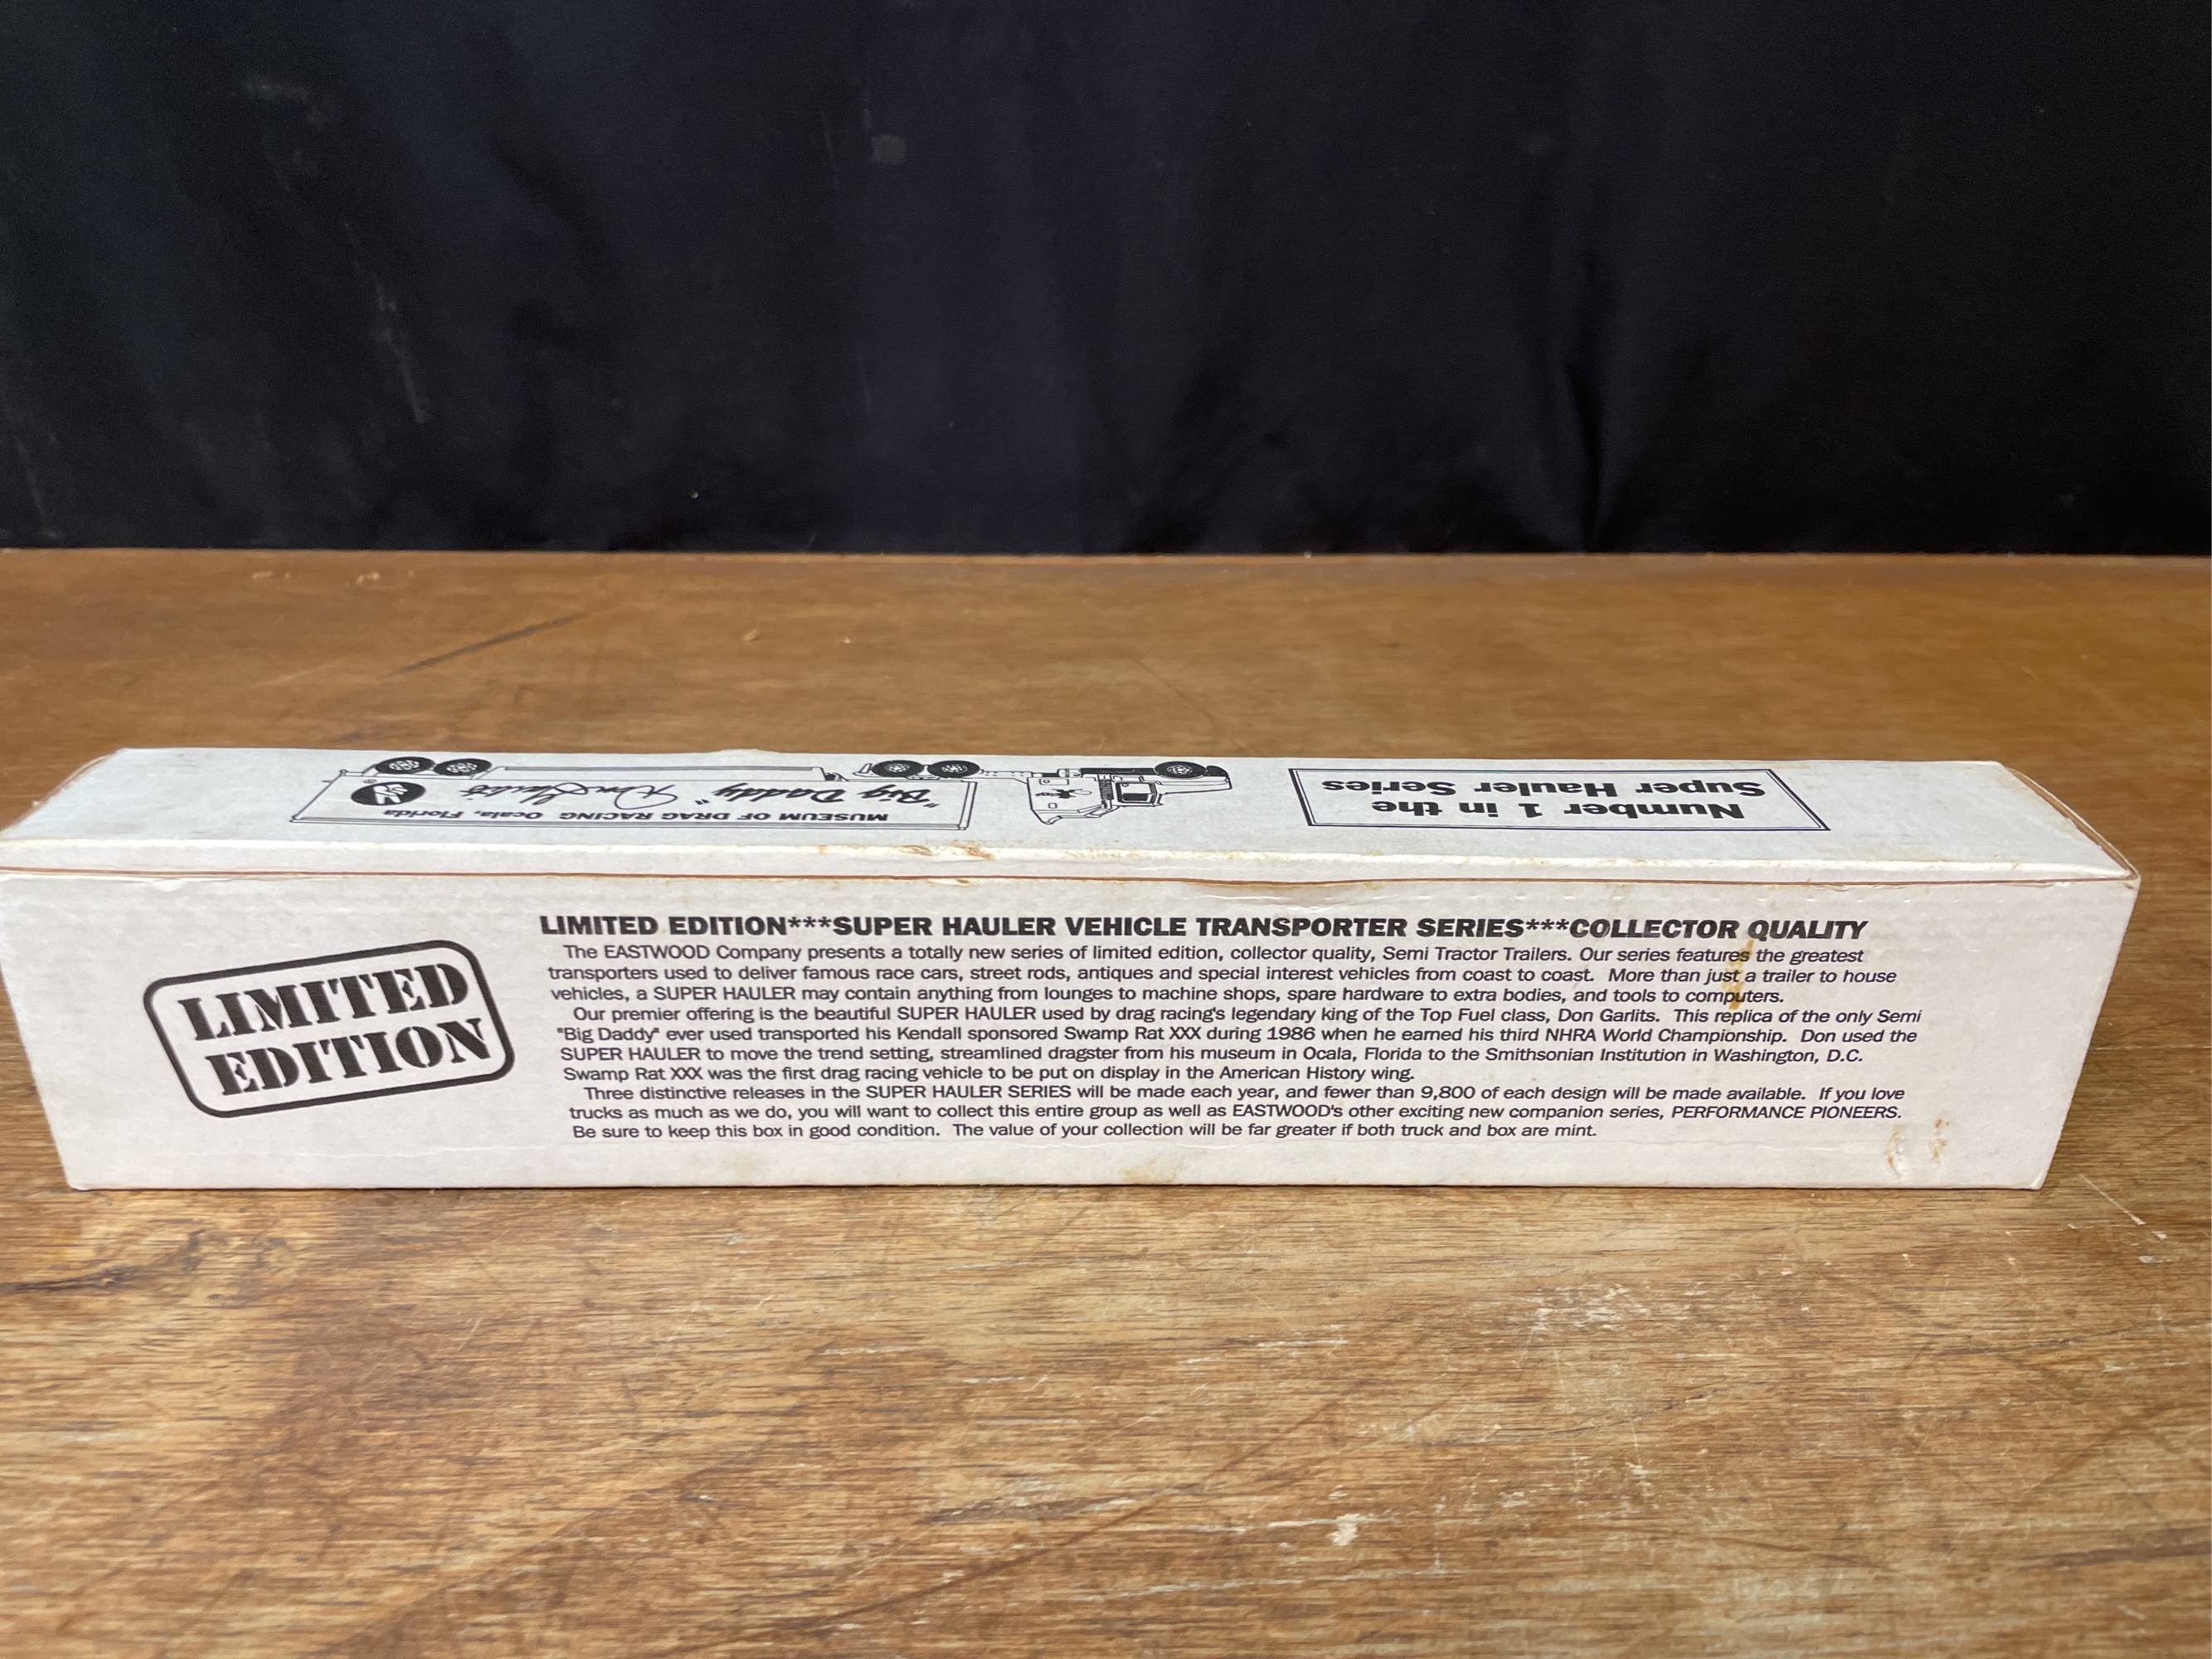 MUSEUM OF DRAG RACING Ocala, Florida
"Big Daddy" Don Garlits
Number 1 in the
Super Hauler Series
LIMITED
EDITION
LIMITED EDITION***SUPER HAULER VEHICLE TRANSPORTER SERIES***COLLECTOR QUALITY
The EASTWOOD Company presents a totally new series of limited edition, collector quality, Semi Tractor Trailers. Our series features the greatest
transporters used to deliver famous race cars, street rods, antiques and special interest vehicles from coast to coast. More than just a trailer to house
vehicles, a SUPER HAULER may contain anything from lounges to machine shops, spare hardware to extra bodies, and tools to computers.
Our premier offering is the beautiful SUPER HAULER used by drag racing's legendary king of the Top Fuel class, Don Garlits. This replica of the only Semi
"Big Daddy" ever used transported his Kendall sponsored Swamp Rat XXX during 1986 when he earned his third NHRA World Championship. Don used the
SUPER HAULER to move the trend setting, streamlined dragster from his museum in Ocala, Florida to the Smithsonian Institution in Washington, D.C.
Swamp Rat XXX was the first drag racing vehicle to be put on display in the American History wing.
Three distinctive releases in the SUPER HAULER SERIES will be made each year, and fewer than 9,800 of each design will be made available. If you love
trucks as much as we do, you will want to collect this entire group as well as EASTWOOD's other exciting new companion series, PERFORMANCE PIONEERS.
Be sure to keep this box in good condition. The value of your collection will be far greater if both truck and box are mint.